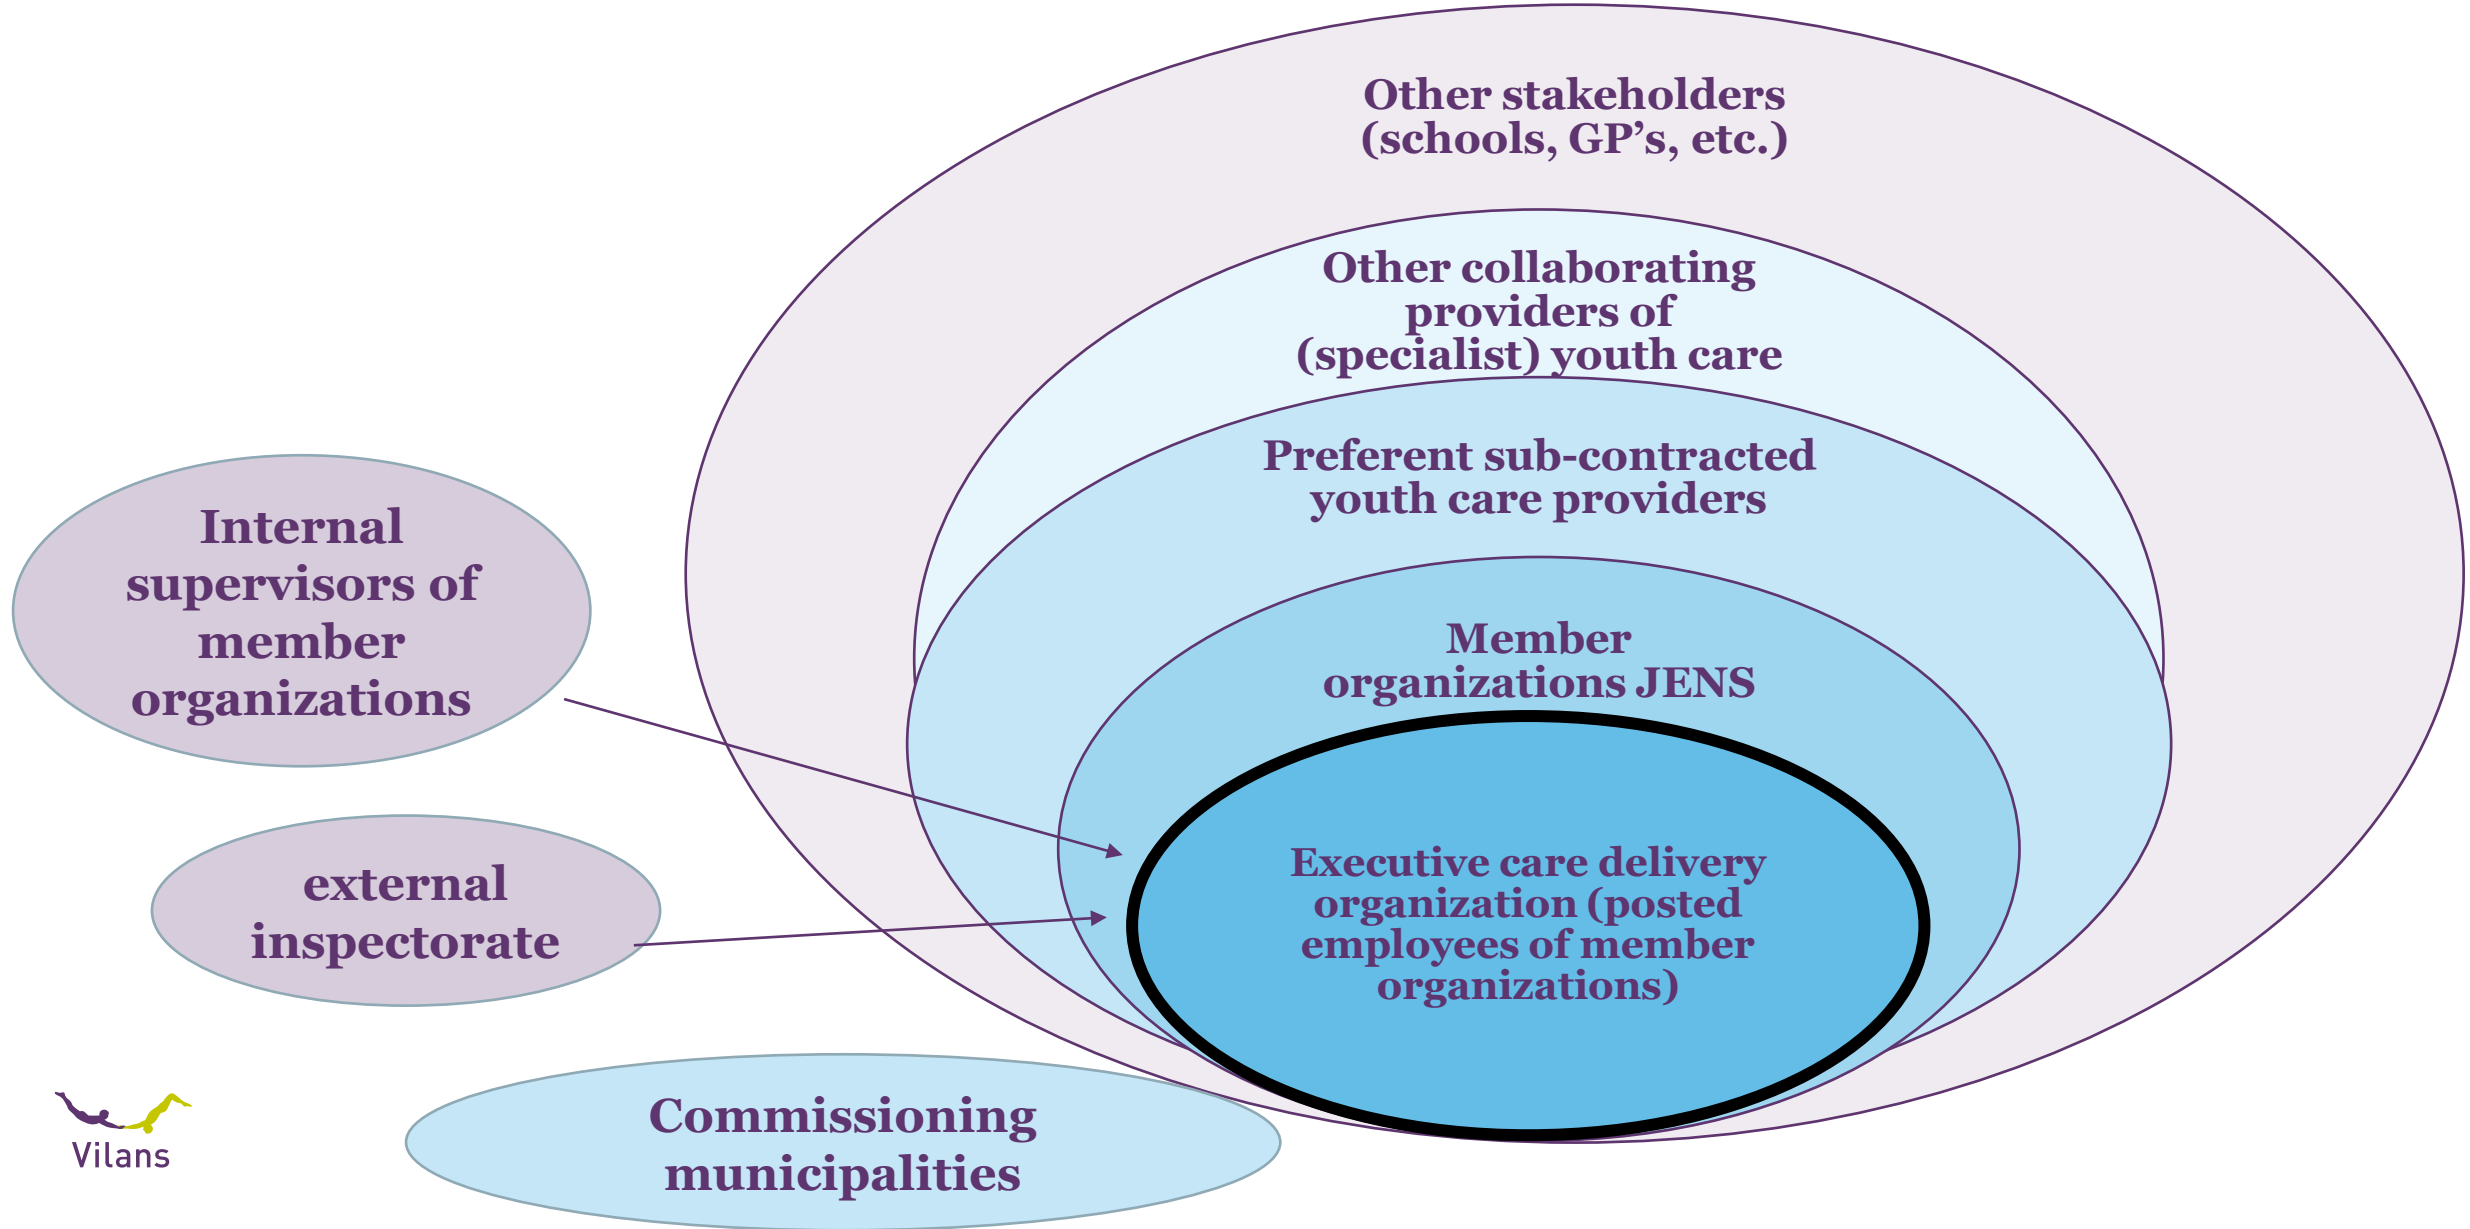 Other stakeholders
(schools, GP’s, etc.)
Other collaborating
providers of
(specialist) youth care
Preferent sub-contracted
youth care providers
Member
organizations JENS
Executive care delivery
organization (posted
employees of member
organizations)
Internal
supervisors of
member
organizations
external
inspectorate
Commissioning
municipalities
Vilans